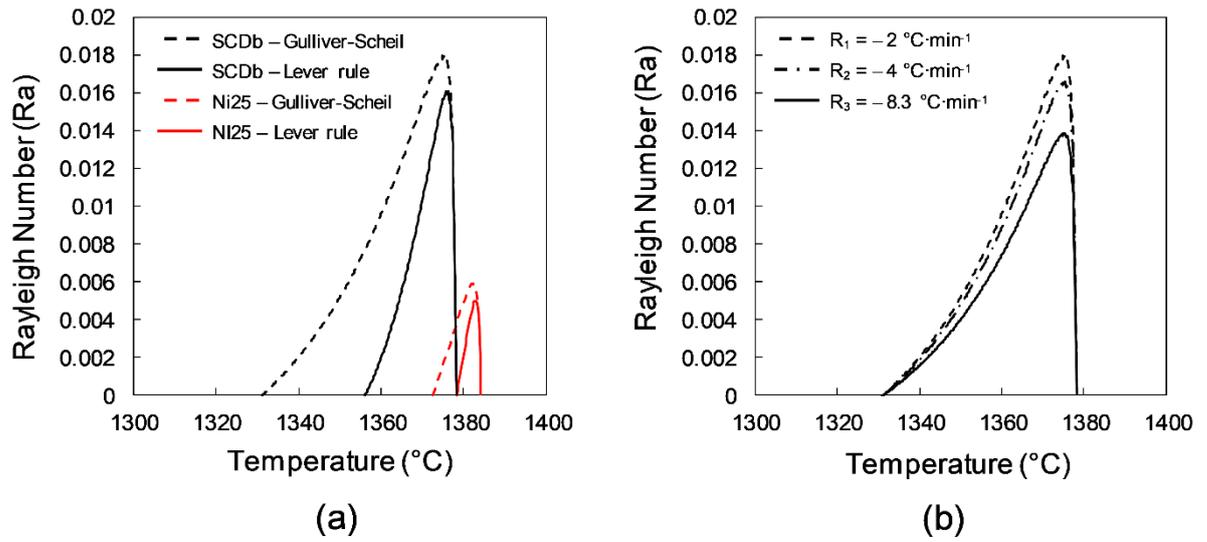 0.02
0.018
0.016
0.014
0.012
0.01
0.008
0.006
0.004
0.002
0
Rayleigh Number (Ra)
SCDb – Gulliver-Scheil
SCDb – Lever rule
Ni25 – Gulliver-Scheil
NI25 – Lever rule
1300 1320 1340 1360 1380 1400
Temperature (°C)
(a)
0.02
0.018
0.016
0.014
0.012
0.01
0.008
0.006
0.004
0.002
0
Rayleigh Number (Ra)
R₁ = – 2 °C·min⁻¹
R₂ = – 4 °C·min⁻¹
R₃ = – 8.3 °C·min⁻¹
1300 1320 1340 1360 1380 1400
Temperature (°C)
(b)